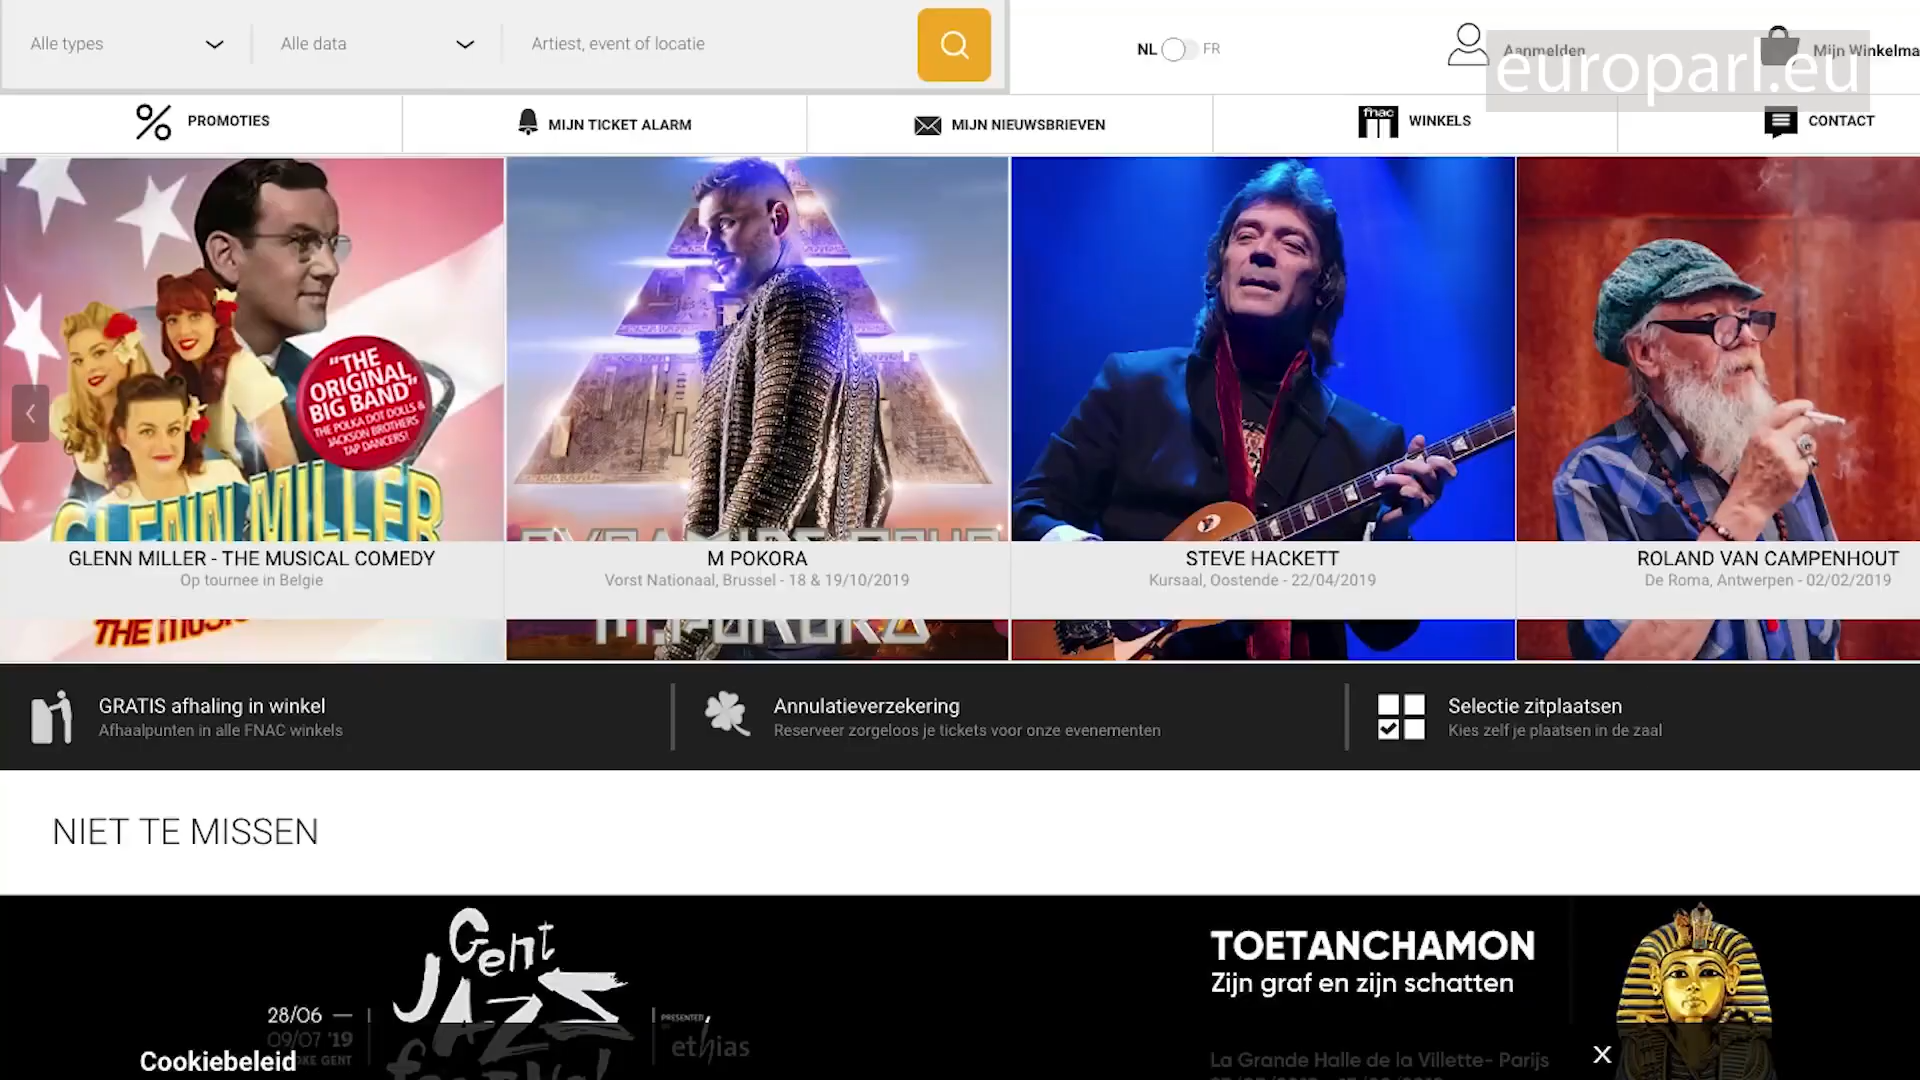 Alle types
Alle data
Artiest, event of locatie
NL FR
Aanmelden
Mijn Winkelma
europarl.eu
PROMOTIES
MIJN TICKET ALARM
MIJN NIEUWSBRIEVEN
fnac
WINKELS
CONTACT
"THE
ORIGINAL
BIG BAND"
THE POLKA DOT DOLLS &
JACKSON BROTHERS
TAP DANCERS!
GLENN MILLER
GLENN MILLER - THE MUSICAL COMEDY
Op tournee in Belgie
THE
M POKORA
Vorst Nationaal, Brussel - 18 & 19/10/2019
M.POKORA
STEVE HACKETT
Kursaal, Oostende - 22/04/2019
ROLAND VAN CAMPENHOUT
De Roma, Antwerpen - 02/02/2019
GRATIS afhaling in winkel
Afhaalpunten in alle FNAC winkels
Annulatieverzekering
Reserveer zorgeloos je tickets voor onze evenementen
Selectie zitplaatsen
Kies zelf je plaatsen in de zaal
NIET TE MISSEN
Gent
JAZZ
28/06 —
09/07 '19
GENT
PRESENTED
ethias
TOETANCHAMON
Zijn graf en zijn schatten
La Grande Halle de la Villette- Parijs
Cookiebeleid
X